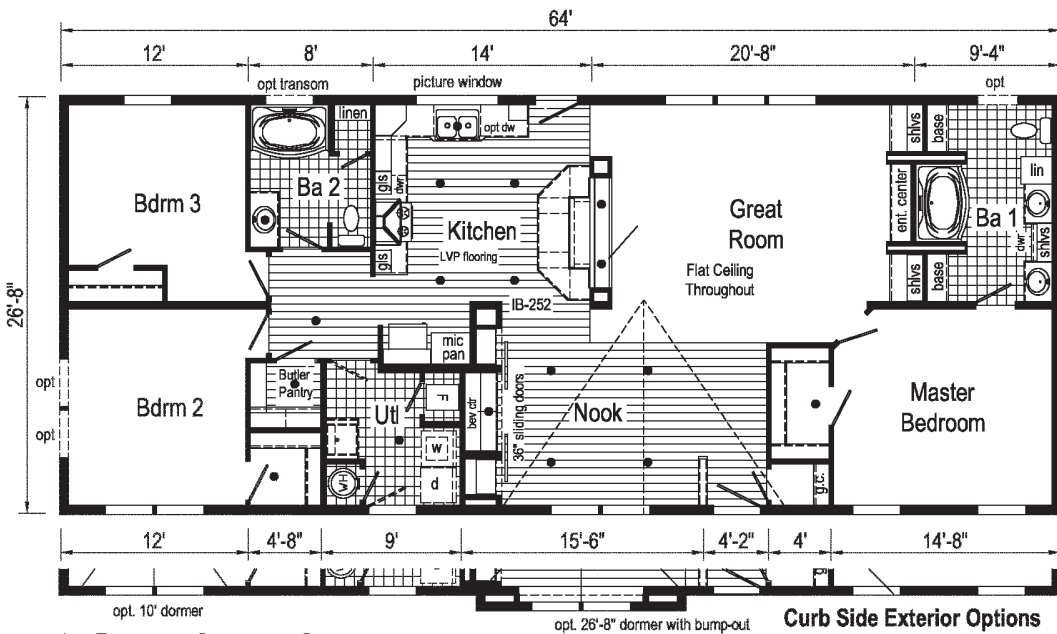 64'
12'
8'
14'
20'-8"
9'-4"
opt transom
picture window
opt
26'-8"
linen
opt dw
shlvs
base
lin
Bdrm 3
Ba 2
gls
dwr
Kitchen
LVP flooring
gls
Great
Room
Flat Ceiling
Throughout
ent. center
Ba 1
dwr
shlvs
shlvs
base
IB-252
mic
pan
opt
opt
Bdrm 2
Butler
Pantry
Utl
F
bev ctr
36" sliding doors
Nook
Master
Bedroom
w
d
WH
g.c.
12'
4'-8"
9'
15'-6"
4'-2"
4'
14'-8"
opt. 10' dormer
opt. 26'-8" dormer with bump-out
Curb Side Exterior Options